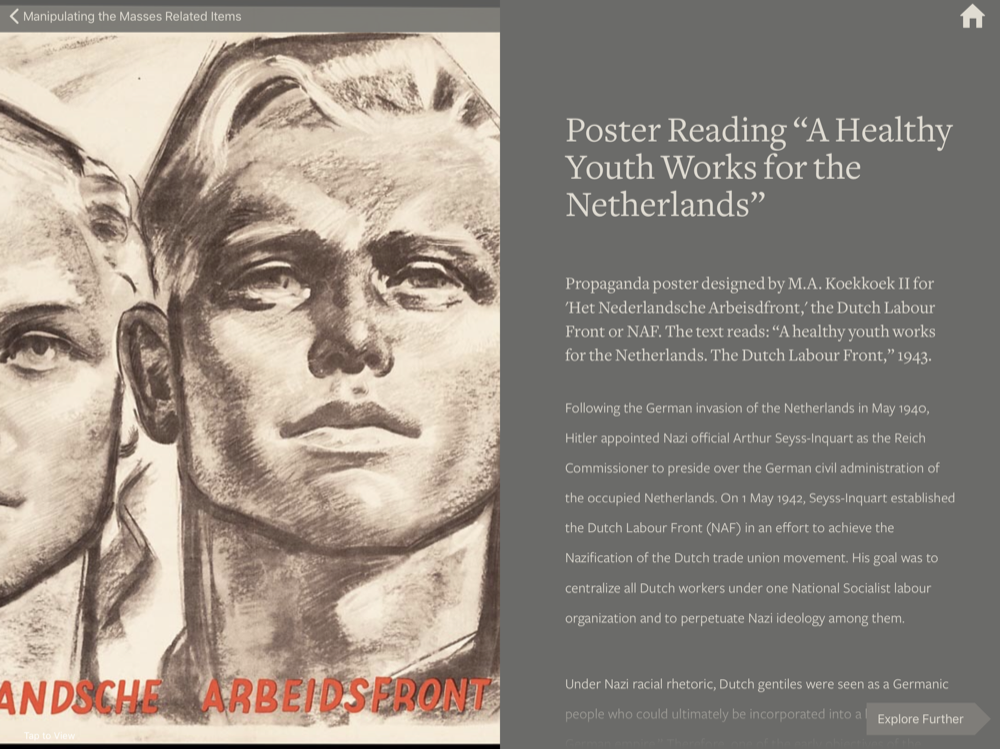 Manipulating the Masses Related Items
ANDSCHE ARBEIDSFRONT
Tap to View
Poster Reading “A Healthy
Youth Works for the
Netherlands”
Propaganda poster designed by M.A. Koekkoek II for
'Het Nederlandsche Arbeisdfront,' the Dutch Labour
Front or NAF. The text reads: “A healthy youth works
for the Netherlands. The Dutch Labour Front,” 1943.
Following the German invasion of the Netherlands in May 1940,
Hitler appointed Nazi official Arthur Seyss-Inquart as the Reich
Commissioner to preside over the German civil administration of
the occupied Netherlands. On 1 May 1942, Seyss-Inquart established
the Dutch Labour Front (NAF) in an effort to achieve the
Nazification of the Dutch trade union movement. His goal was to
centralize all Dutch workers under one National Socialist labour
organization and to perpetuate Nazi ideology among them.
Under Nazi racial rhetoric, Dutch gentiles were seen as a Germanic
people who could ultimately be incorporated into a
Explore Further